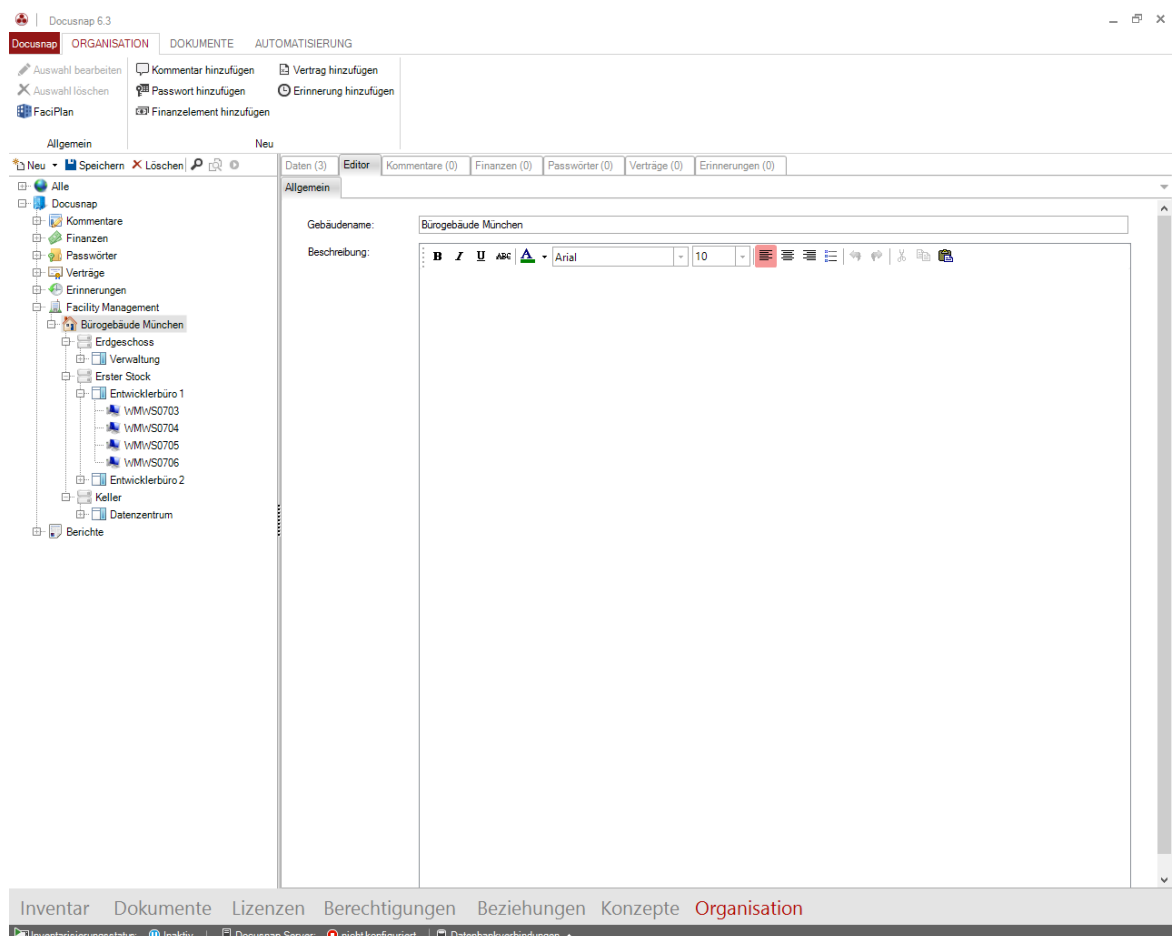 Docusnap 6.3
Docusnap ORGANISATION DOKUMENTE AUTOMATISIERUNG
Auswahl bearbeiten Kommentar hinzufügen Vertrag hinzufügen
Auswahl löschen Passwort hinzufügen Erinnerung hinzufügen
FaciPlan Finanzelement hinzufügen
Allgemein Neu
Neu Speichern Löschen
Daten (3) Editor Kommentare (0) Finanzen (0) Passwörter (0) Verträge (0) Erinnerungen (0)
Allgemein
Alle
Docusnap
Kommentare
Finanzen
Passwörter
Verträge
Erinnerungen
Facility Management
Bürogebäude München
Erdgeschoss
Verwaltung
Erster Stock
Entwicklerbüro 1
WMWS0703
WMWS0704
WMWS0705
WMWS0706
Entwicklerbüro 2
Keller
Datenzentrum
Berichte
Gebäudename: Bürogebäude München
Beschreibung:
B I U ABC A Arial 10
Inventar Dokumente Lizenzen Berechtigungen Beziehungen Konzepte Organisation
Inventarisierungsstatus: Inaktiv | Docusnap Server: nicht konfiguriert | Datenbankverbindungen